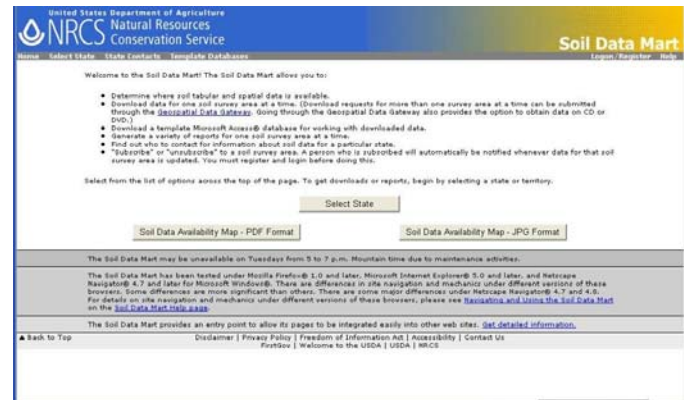 United States Department of Agriculture
NRCS Natural Resources
Conservation Service
Soil Data Mart
Home Select State State Contacts Template Databases Logon/Register Help
Welcome to the Soil Data Mart! The Soil Data Mart allows you to:
• Determine where soil tabular and spatial data is available.
• Download data for one soil survey area at a time. (Download requests for more than one survey area at a time can be submitted
through the Geospatial Data Gateway. Going through the Geospatial Data Gateway also provides the option to obtain data on CD or
DVD.)
• Download a template Microsoft Access® database for working with downloaded data.
• Generate a variety of reports for one soil survey area at a time.
• Find out who to contact for information about soil data for a particular state.
• "Subscribe" or "unsubscribe" to a soil survey area. A person who is subscribed will automatically be notified whenever data for that soil
survey area is updated. You must register and login before doing this.
Select from the list of options across the top of the page. To get downloads or reports, begin by selecting a state or territory.
Select State
Soil Data Availability Map - PDF Format Soil Data Availability Map - JPG Format
The Soil Data Mart may be unavailable on Tuesdays from 5 to 7 p.m. Mountain time due to maintenance activities.
The Soil Data Mart has been tested under Mozilla Firefox® 1.0 and later, Microsoft Internet Explorer® 5.0 and later, and Netscape
Navigator® 4.7 and later for Microsoft Windows®. There are differences in site navigation and mechanics under different versions of these
browsers. Some differences are more significant than others. There are some major differences under Netscape Navigator® 4.7 and 4.8.
For details on site navigation and mechanics under different versions of these browsers, please see Navigating and Using the Soil Data Mart
on the Soil Data Mart Help page.
The Soil Data Mart provides an entry point to allow its pages to be integrated easily into other web sites. Get detailed information.
▲ Back to Top Disclaimer | Privacy Policy | Freedom of Information Act | Accessibility | Contact Us
FirstGov | Welcome to the USDA | USDA | NRCS